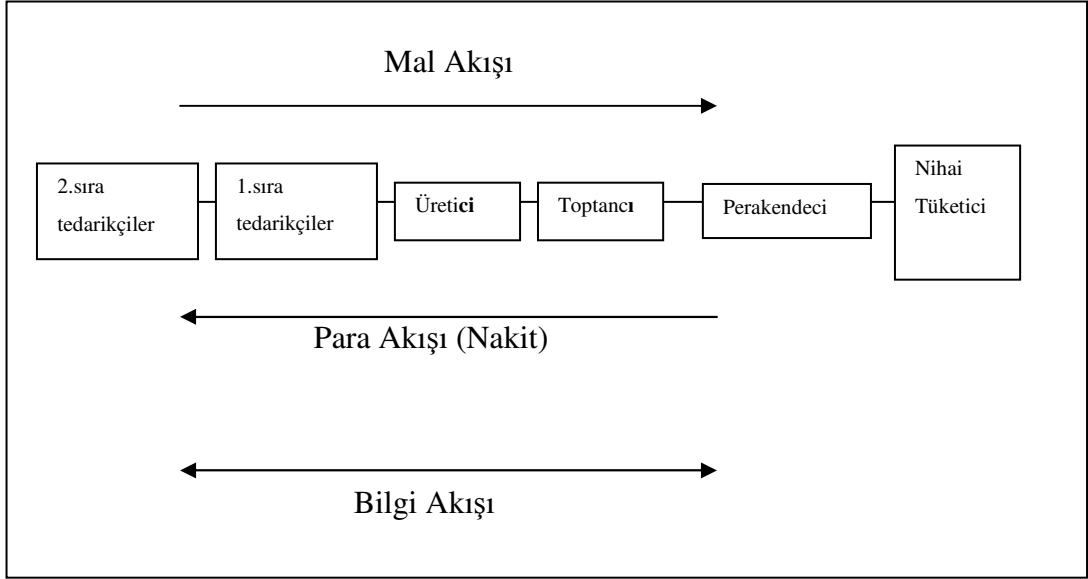 Mal Akışı
2.sıra
tedarikçiler
1.sıra
tedarikçiler
Üretici
Toptancı
Perakendeci
Nihai
Tüketici
Para Akışı (Nakit)
Bilgi Akışı